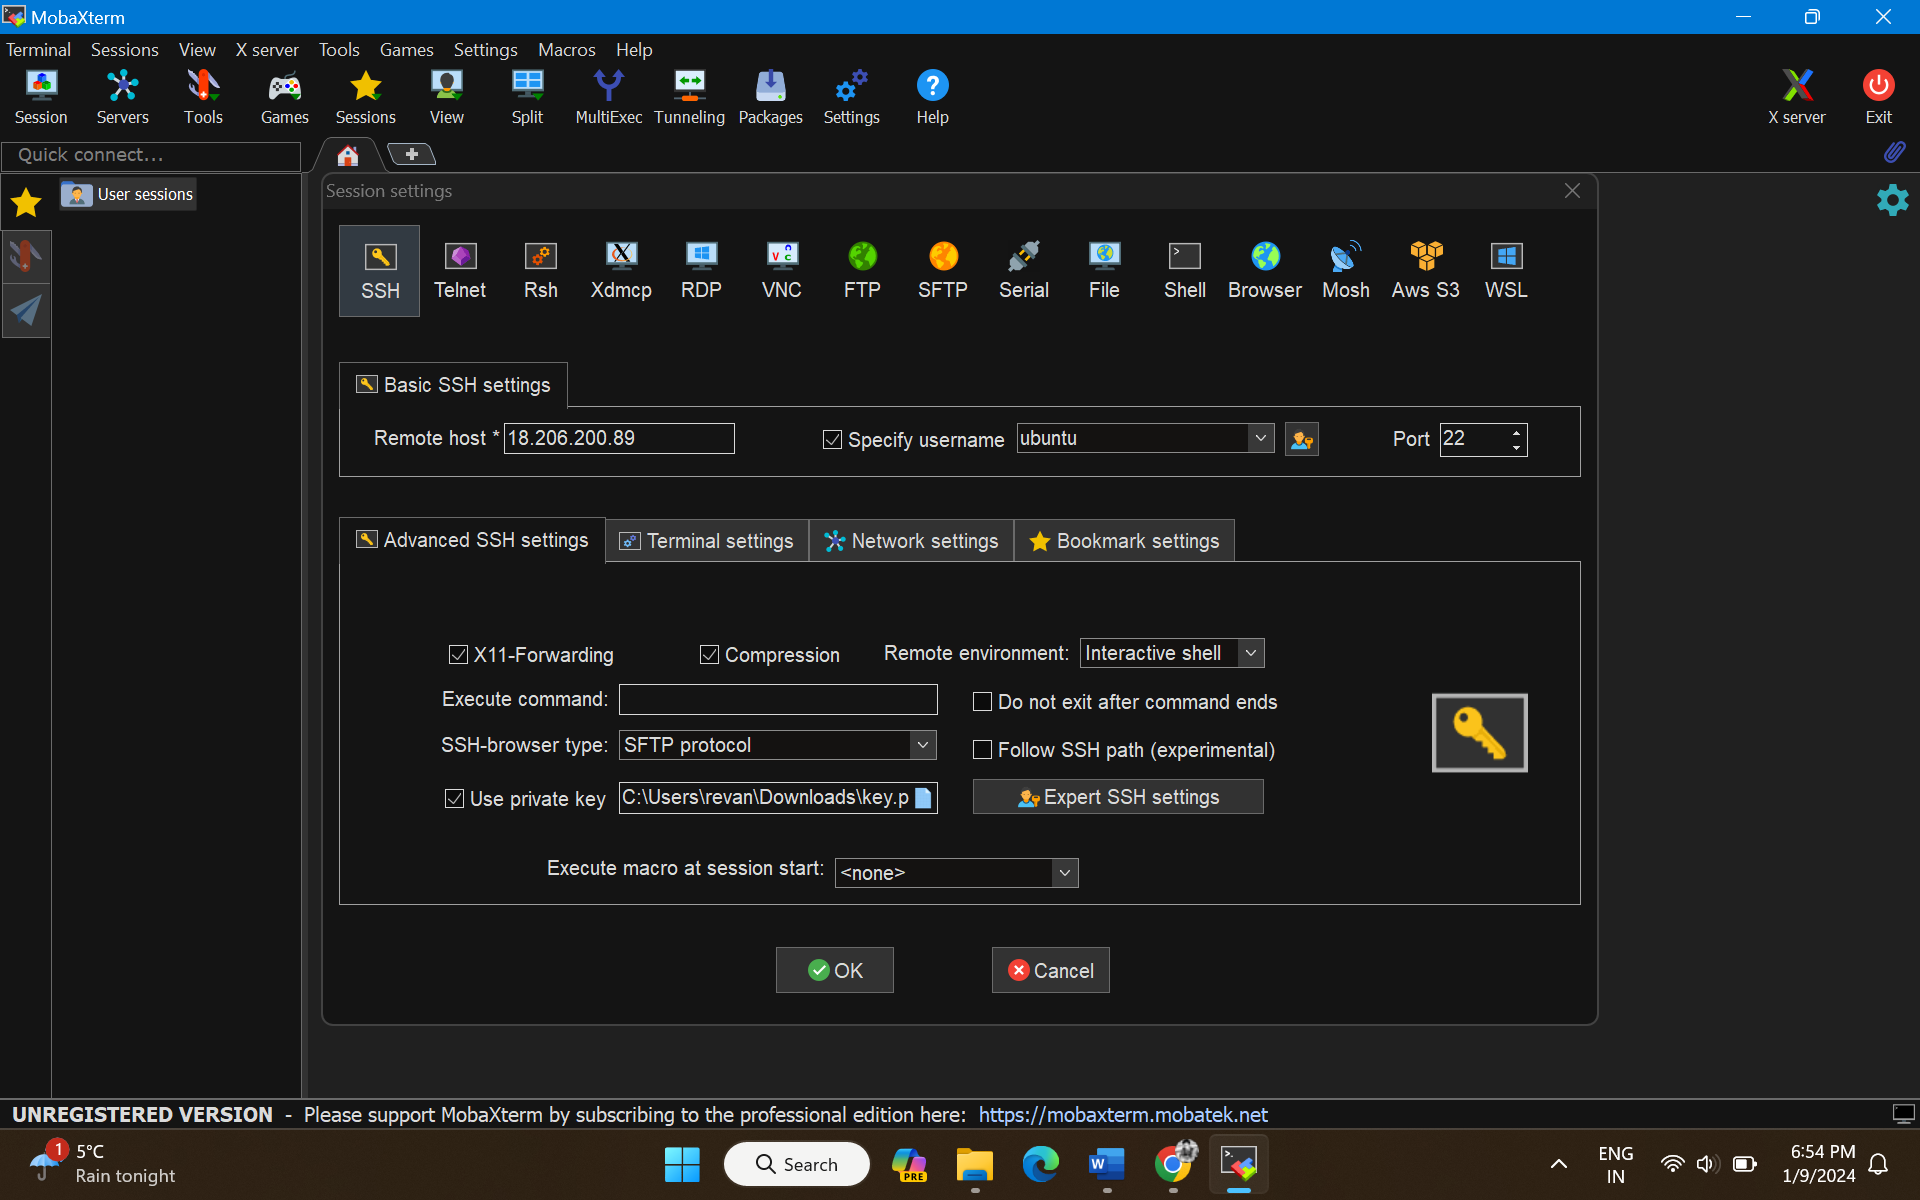 MobaXterm
Terminal Sessions View X server Tools Games Settings Macros Help
Session Servers Tools Games Sessions View Split MultiExec Tunneling Packages Settings Help X server Exit
Quick connect...
User sessions
Session settings
SSH Telnet Rsh Xdmcp RDP VNC FTP SFTP Serial File Shell Browser Mosh Aws S3 WSL
Basic SSH settings
Remote host * 18.206.200.89 Specify username ubuntu Port 22
Advanced SSH settings Terminal settings Network settings Bookmark settings
X11-Forwarding Compression Remote environment: Interactive shell
Execute command: Do not exit after command ends
SSH-browser type: SFTP protocol Follow SSH path (experimental)
Use private key C:\Users\revan\Downloads\key.p Expert SSH settings
Execute macro at session start: <none>
OK Cancel
UNREGISTERED VERSION - Please support MobaXterm by subscribing to the professional edition here: https://mobaxterm.mobatek.net
1 5°C
Rain tonight
Search
PRE
ENG
IN
6:54 PM
1/9/2024